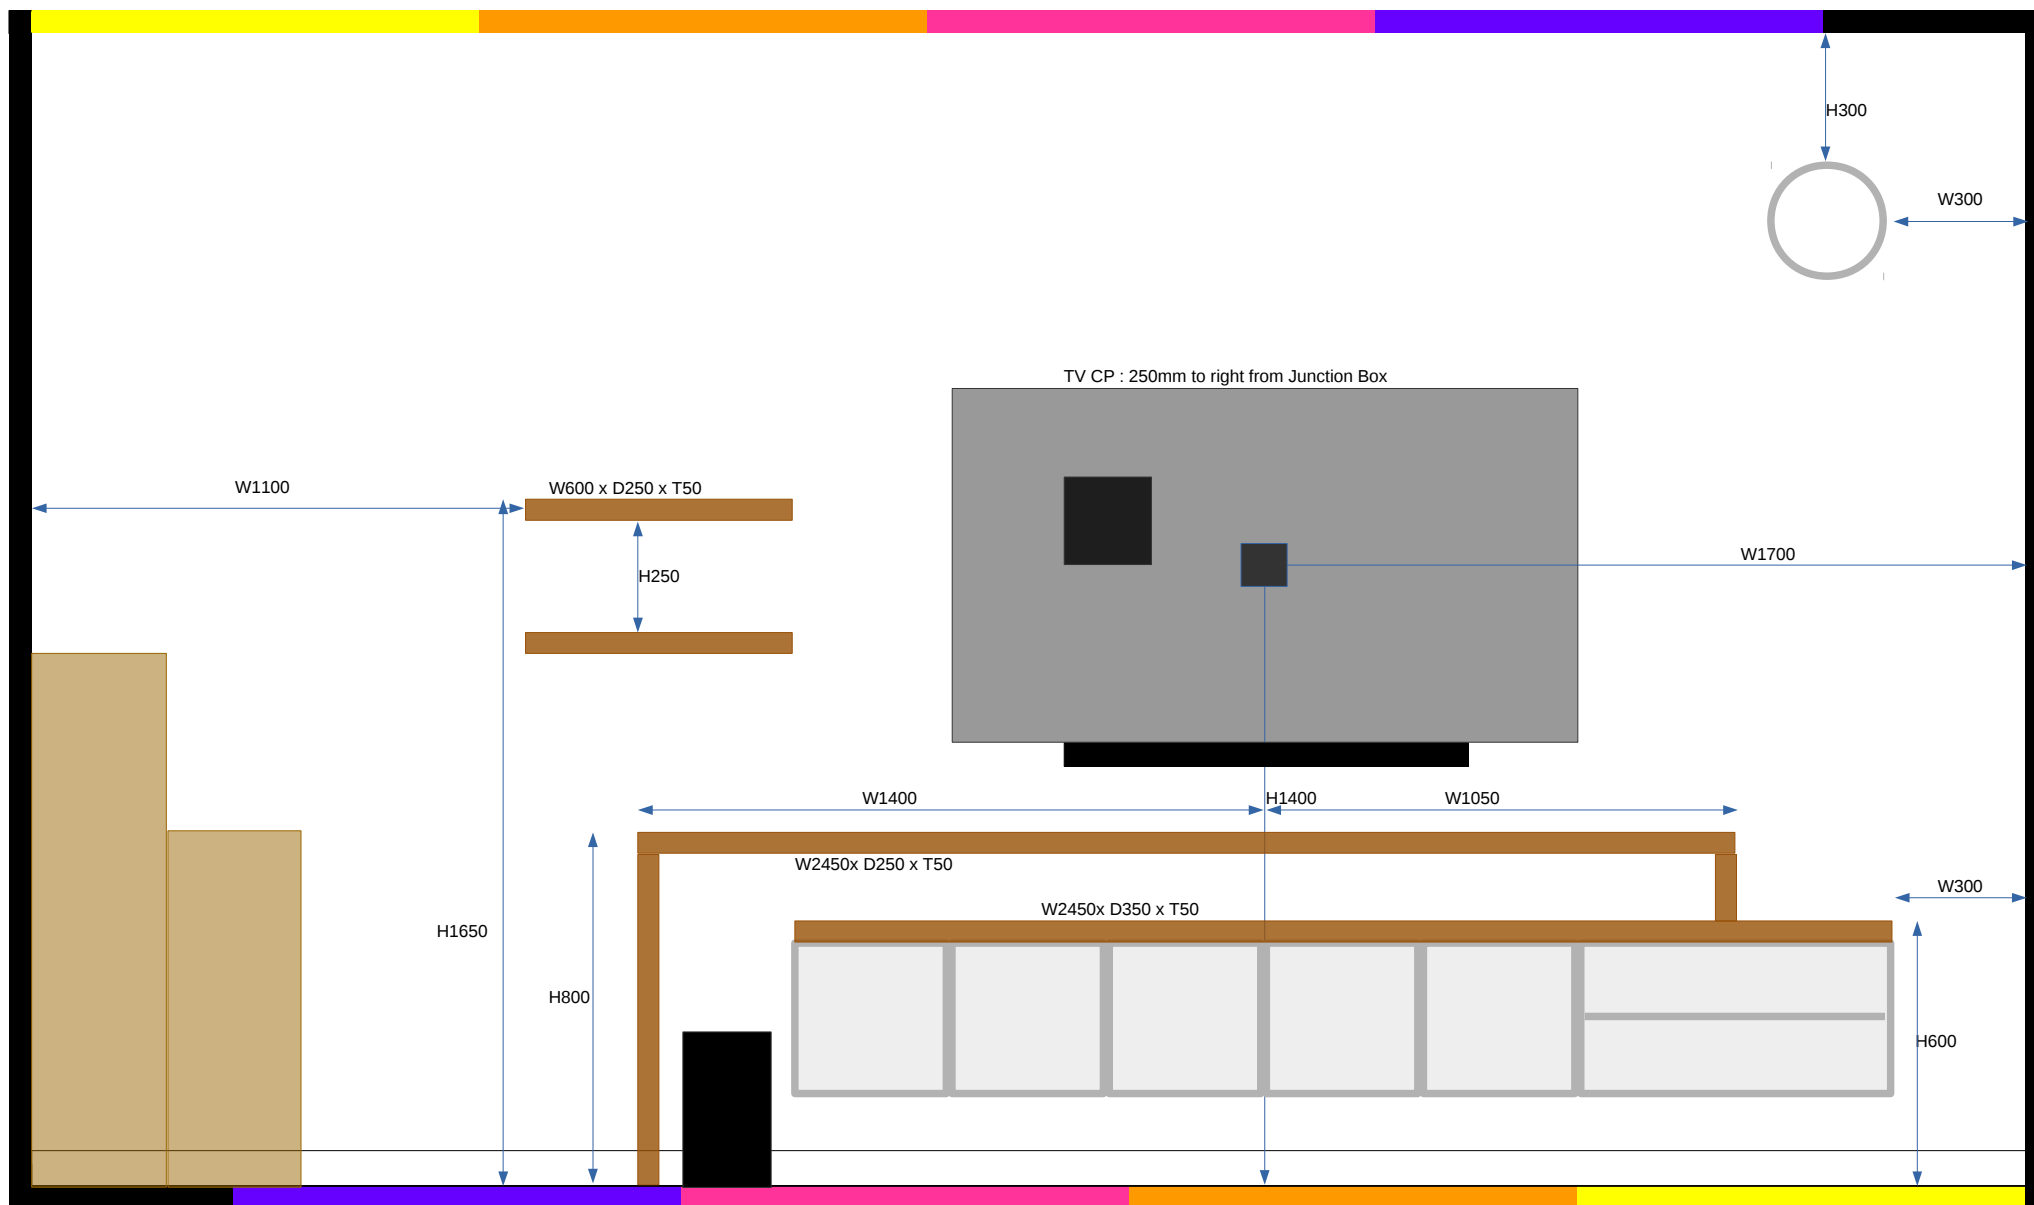 H300
W300
TV CP : 250mm to right from Junction Box
W1100
W600 x D250 x T50
W1700
H250
W1400
H1400
W1050
W2450x D250 x T50
W300
W2450x D350 x T50
H1650
H800
H600